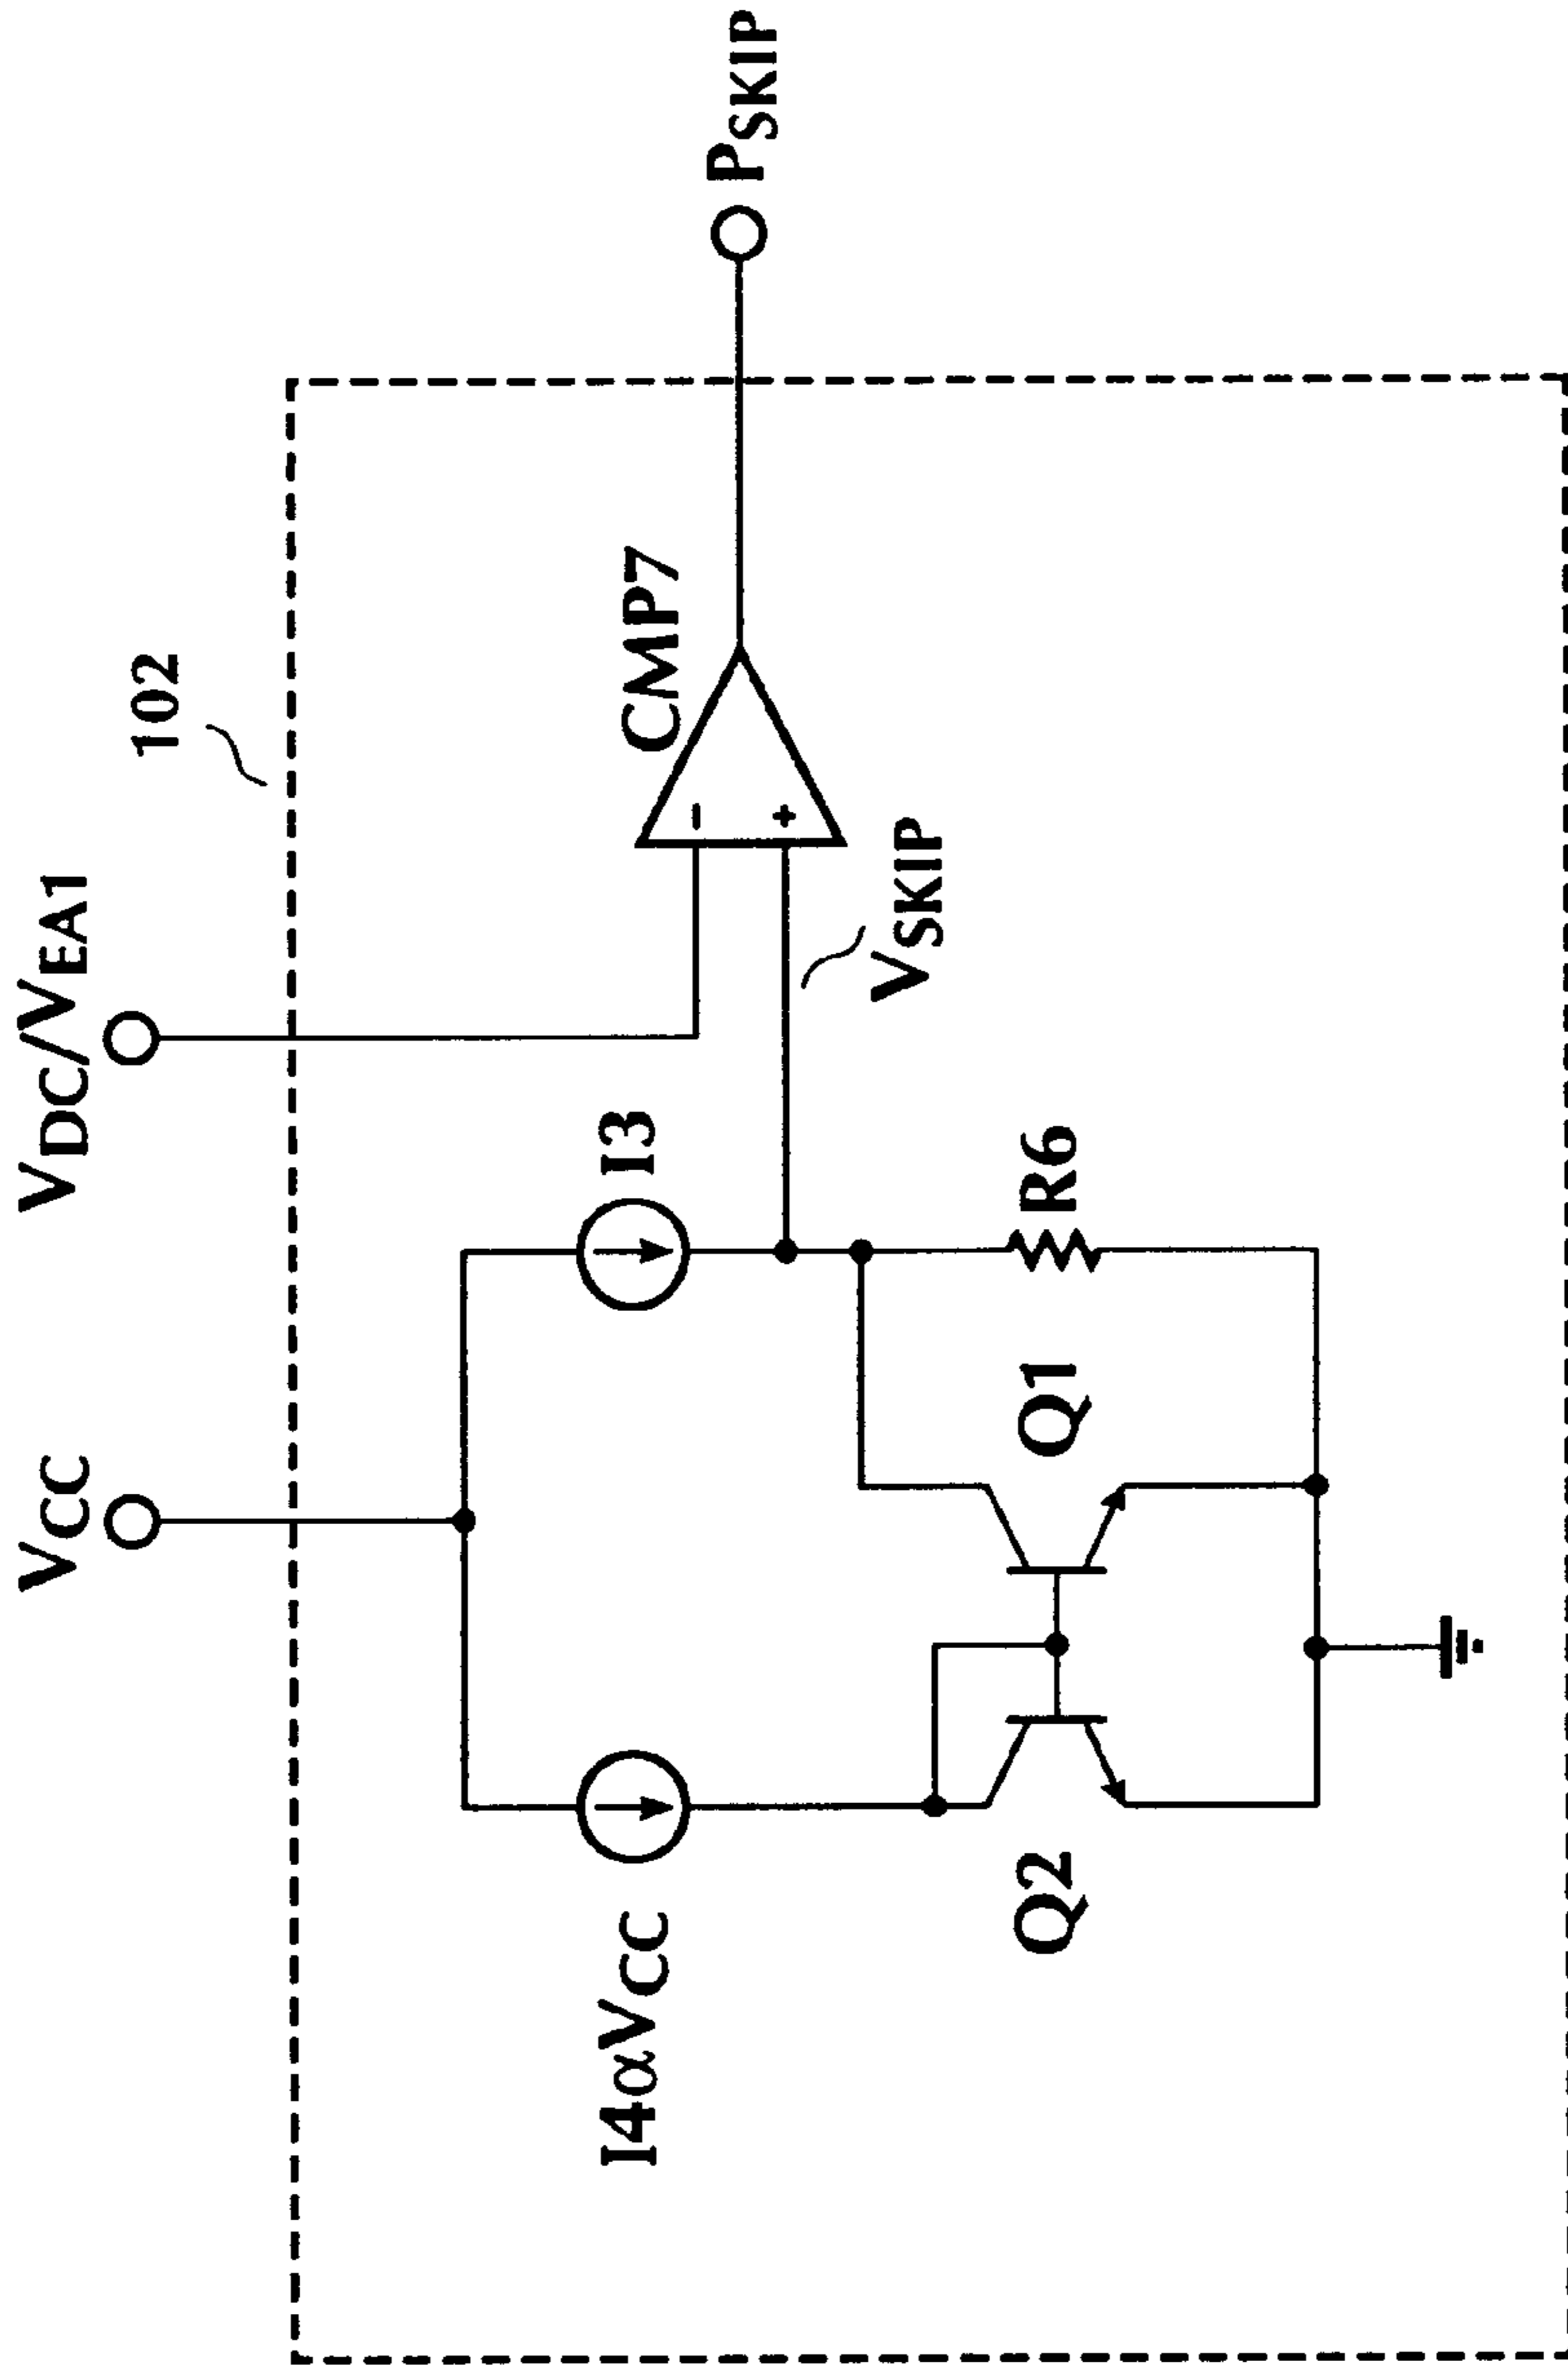 VCC
VDC/VEA1
102
I4αVCC
I3
CMP7
−
+
PSKIP
VSKIP
Q2
Q1
R6